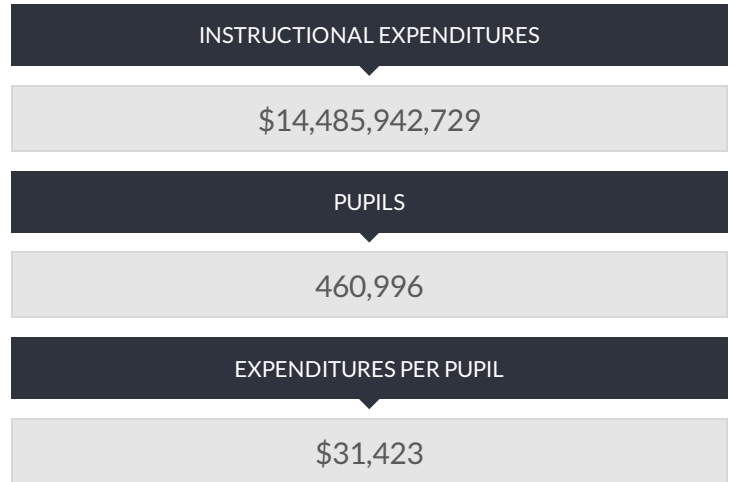 INSTRUCTIONAL EXPENDITURES
$14,485,942,729
PUPILS
460,996
EXPENDITURES PER PUPIL
$31,423